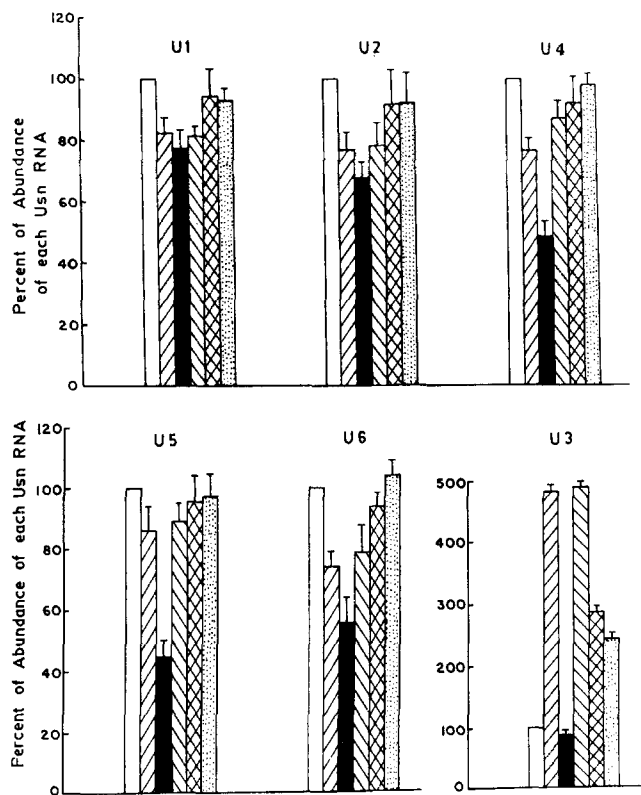 U1
U2
U4
Percent of Abundance
of each Usn RNA
120
100
80
60
40
20
0
U5
U6
U3
Percent of Abundance of each Usn RNA
120
100
80
60
40
20
0
500
400
300
200
100
0